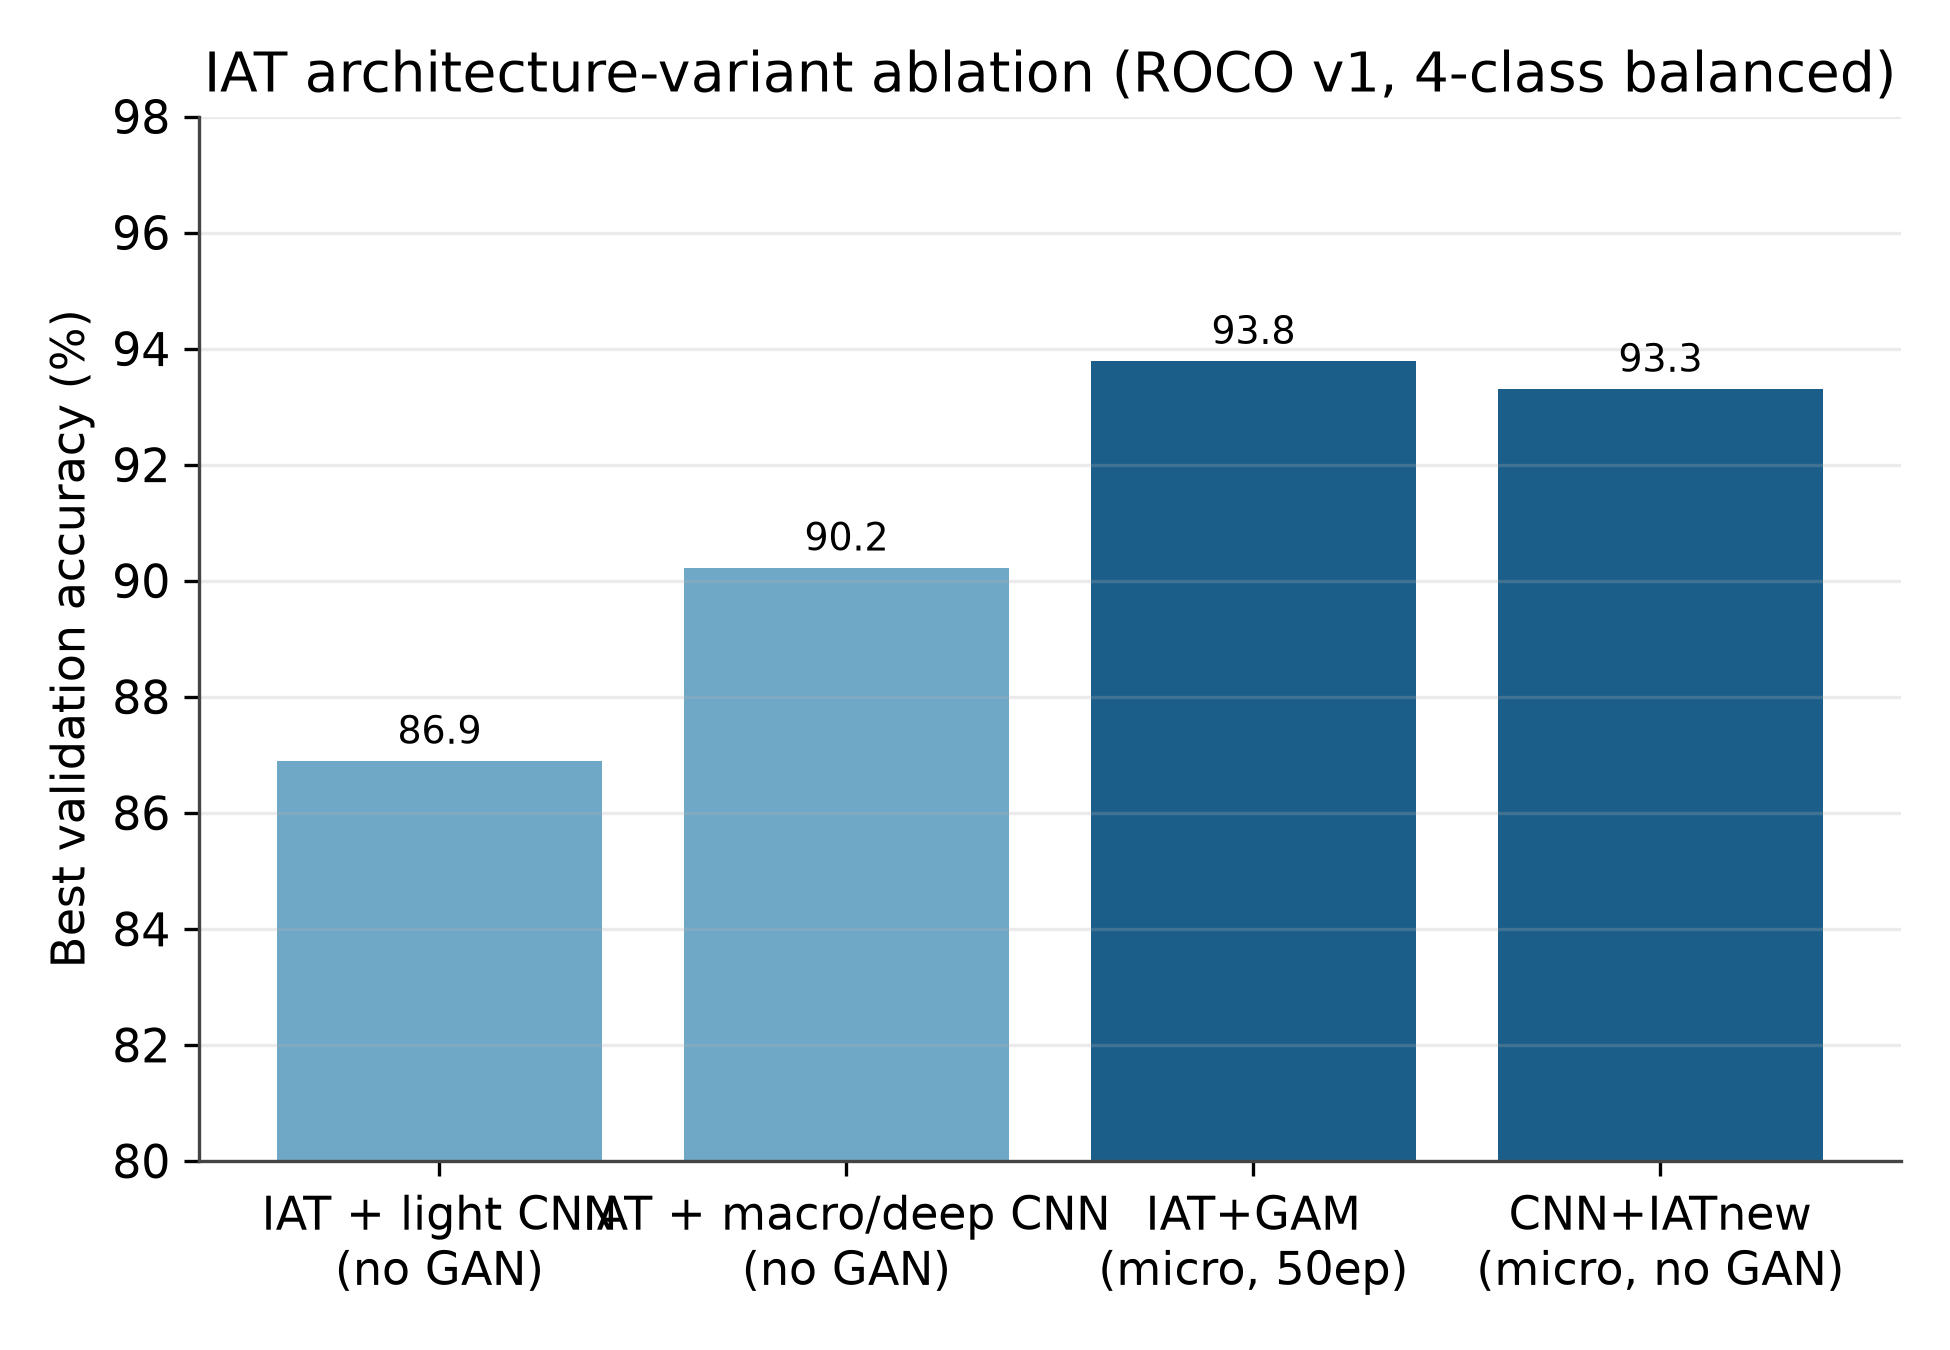 IAT architecture-variant ablation (ROCO v1, 4-class balanced)
Best validation accuracy (%)
98
96
94
92
90
88
86
84
82
80
86.9
90.2
93.8
93.3
IAT + light CNN
(no GAN)
IAT + macro/deep CNN
(no GAN)
IAT+GAM
(micro, 50ep)
CNN+IATnew
(micro, no GAN)